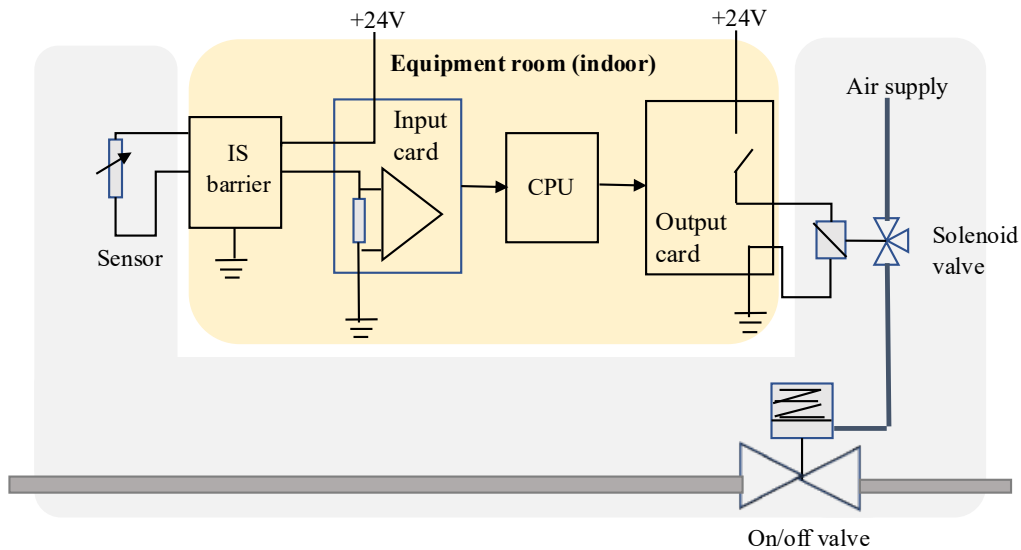 +24V
+24V
Equipment room (indoor)
Air supply
Input
card
IS
barrier
CPU
Output
card
Solenoid
valve
Sensor
On/off valve